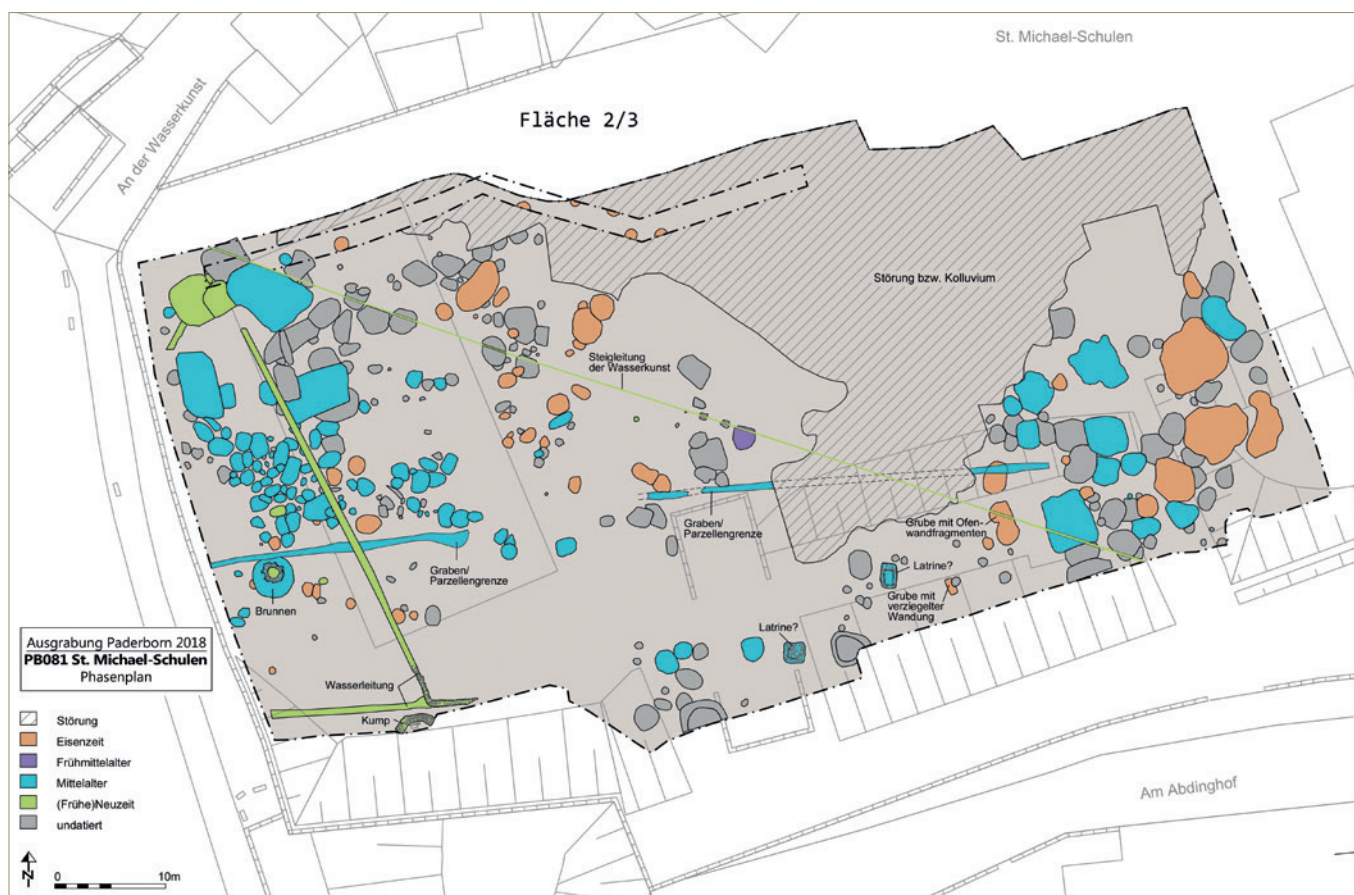 St. Michael-Schulen
An der Wasserkunst
Fläche 2/3
Störung bzw. Kolluvium
Steigleitung
der Wasserkunst
Graben/
Parzellengrenze
Grube mit Ofen-
wandfragmenten
Graben/
Parzellengrenze
Latrine?
Brunnen
Grube mit
verziegelter
Wandung
Latrine?
Ausgrabung Paderborn 2018
PB081 St. Michael-Schulen
Phasenplan
Wasserleitung
Kump
Störung
Eisenzeit
Frühmittelalter
Mittelalter
(Frühe)Neuzeit
undatiert
Am Abdinghof
N
0
10m